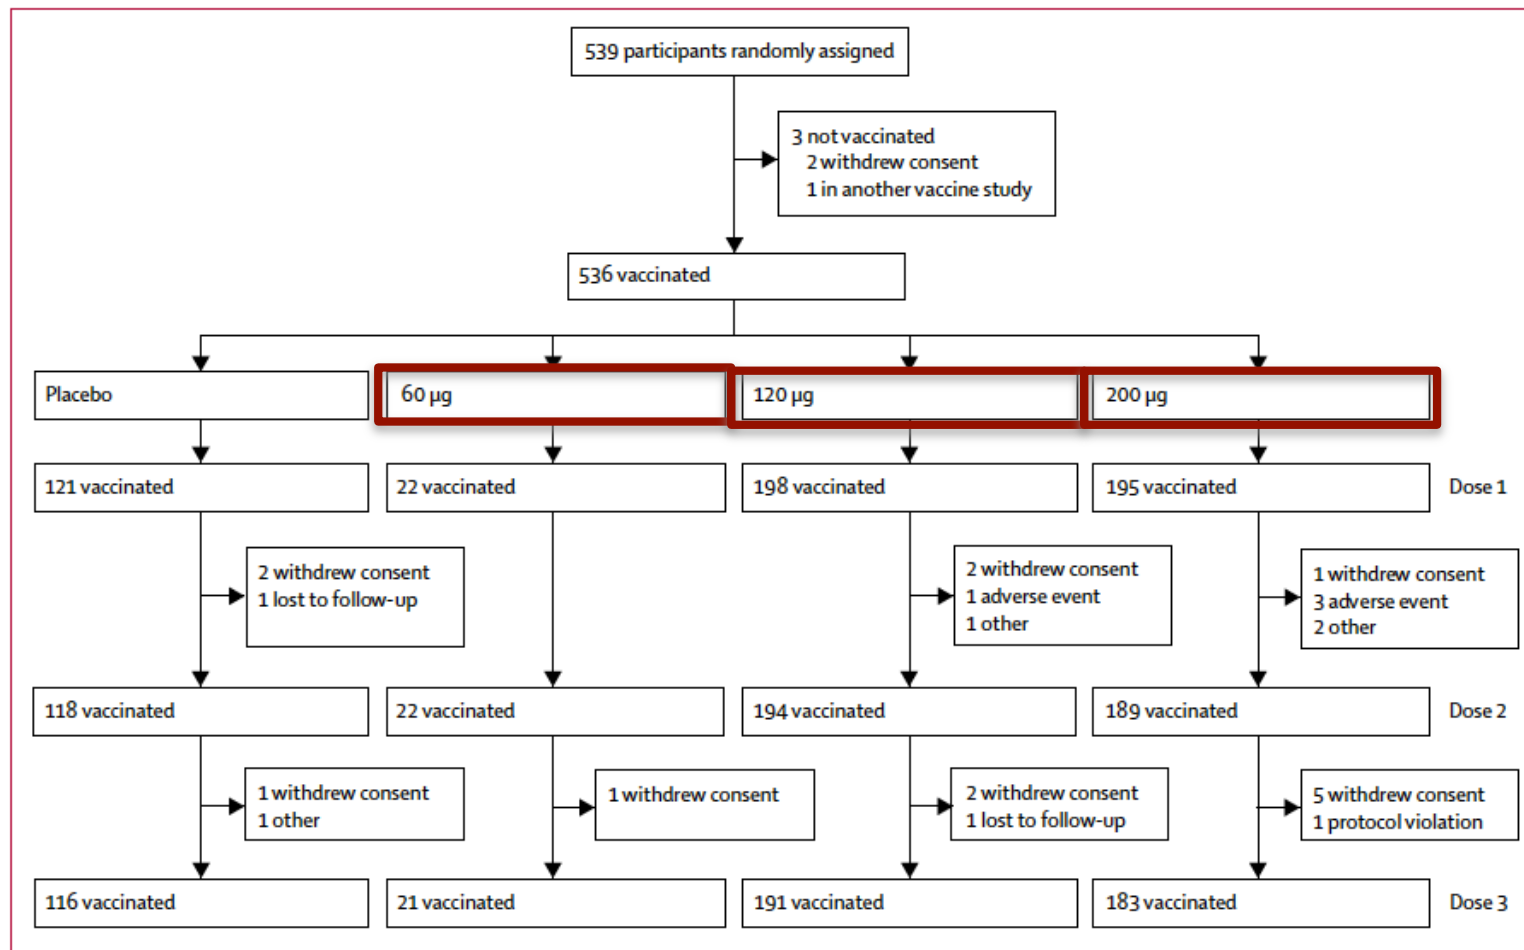 539 participants randomly assigned
3 not vaccinated
2 withdrew consent
1 in another vaccine study
536 vaccinated
Placebo
60 µg
120 µg
200 µg
121 vaccinated
22 vaccinated
198 vaccinated
195 vaccinated
Dose 1
2 withdrew consent
1 lost to follow-up
2 withdrew consent
1 adverse event
1 other
1 withdrew consent
3 adverse event
2 other
118 vaccinated
22 vaccinated
194 vaccinated
189 vaccinated
Dose 2
1 withdrew consent
1 other
1 withdrew consent
2 withdrew consent
1 lost to follow-up
5 withdrew consent
1 protocol violation
116 vaccinated
21 vaccinated
191 vaccinated
183 vaccinated
Dose 3